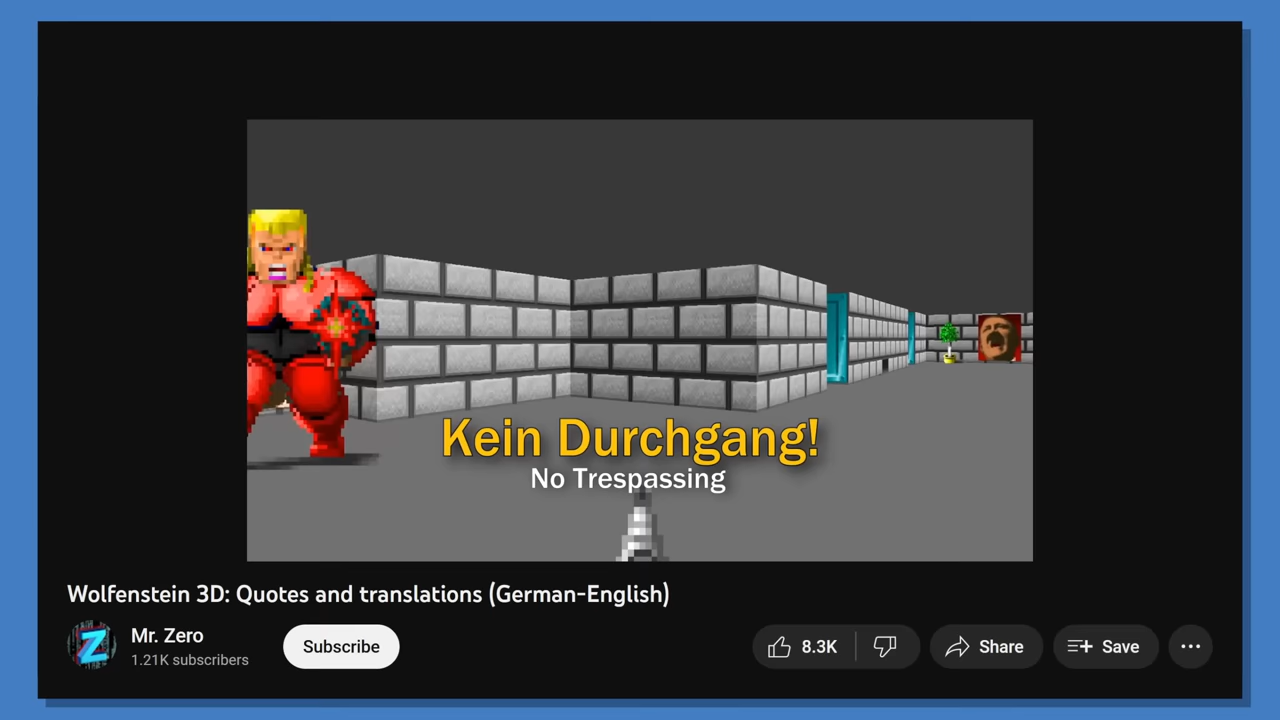 Kein Durchgang!
No Trespassing
Wolfenstein 3D: Quotes and translations (German-English)
Mr. Zero
1.21K subscribers
Subscribe
8.3K
Share
Save